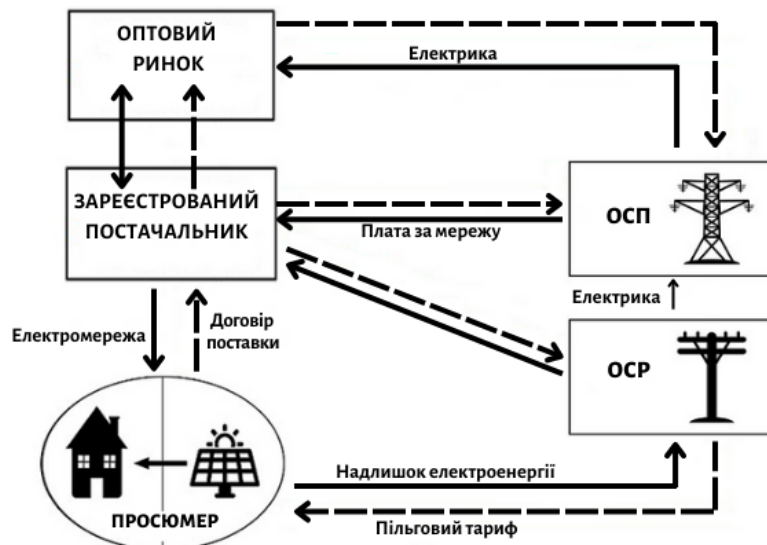 ОПТОВИЙ
РИНОК
Електрика
ЗАРЕЄСТРОВАНИЙ
ПОСТАЧАЛЬНИК
ОСП
Плата за мережу
Електрика
Електромережа
Договір
поставки
ОСР
Надлишок електроенергії
ПРОСЮМЕР
Пільговий тариф